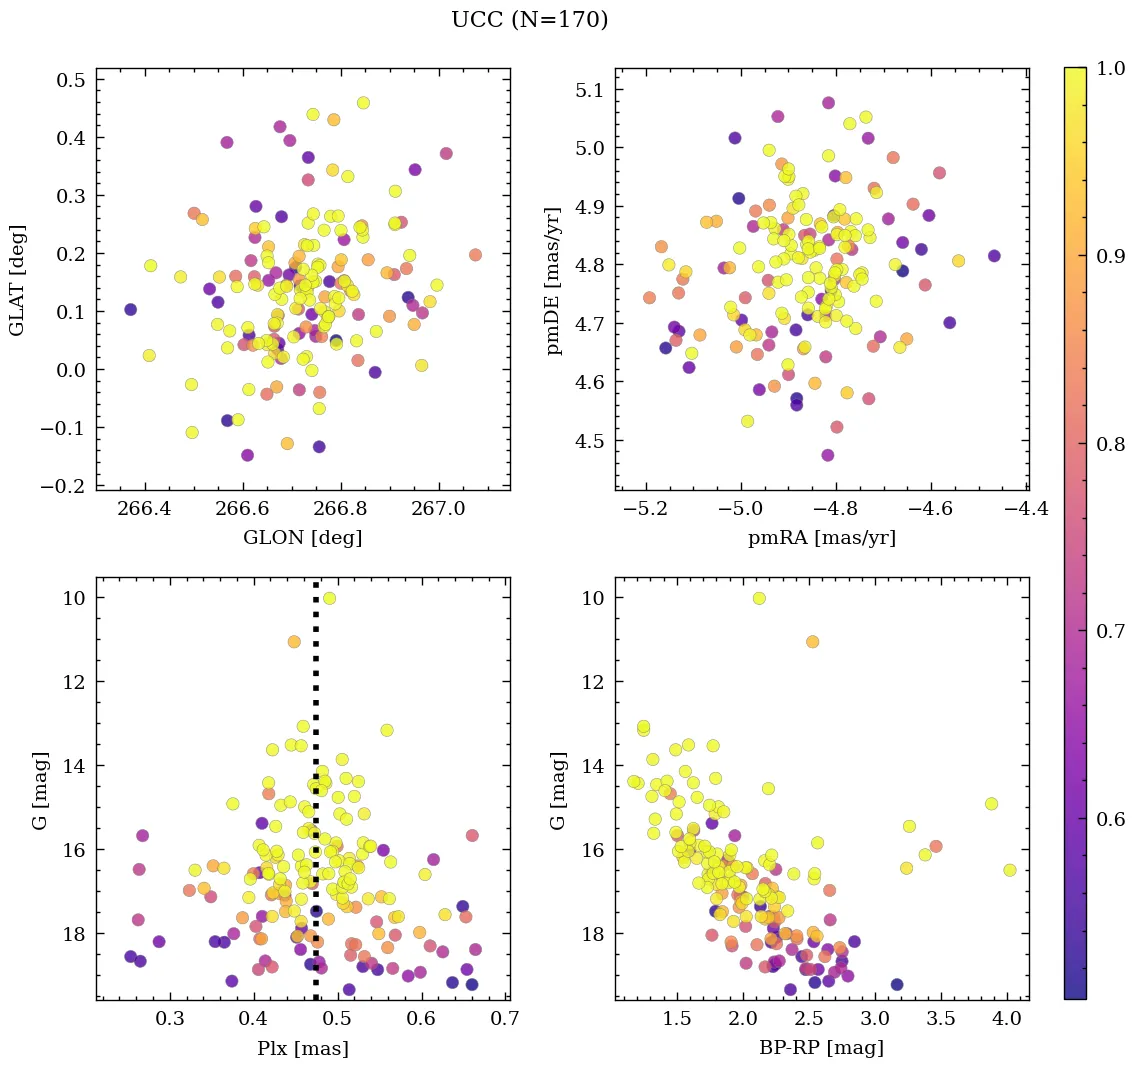 UCC (N=170)
0.5
0.4
0.3
0.2
0.1
0.0
−0.1
−0.2
GLAT [deg]
266.4 266.6 266.8 267.0
GLON [deg]
5.1
5.0
4.9
4.8
4.7
4.6
4.5
pmDE [mas/yr]
−5.2 −5.0 −4.8 −4.6 −4.4
pmRA [mas/yr]
1.0
0.9
0.8
0.7
0.6
10
12
14
16
18
G [mag]
0.3 0.4 0.5 0.6 0.7
Plx [mas]
10
12
14
16
18
G [mag]
1.5 2.0 2.5 3.0 3.5 4.0
BP-RP [mag]